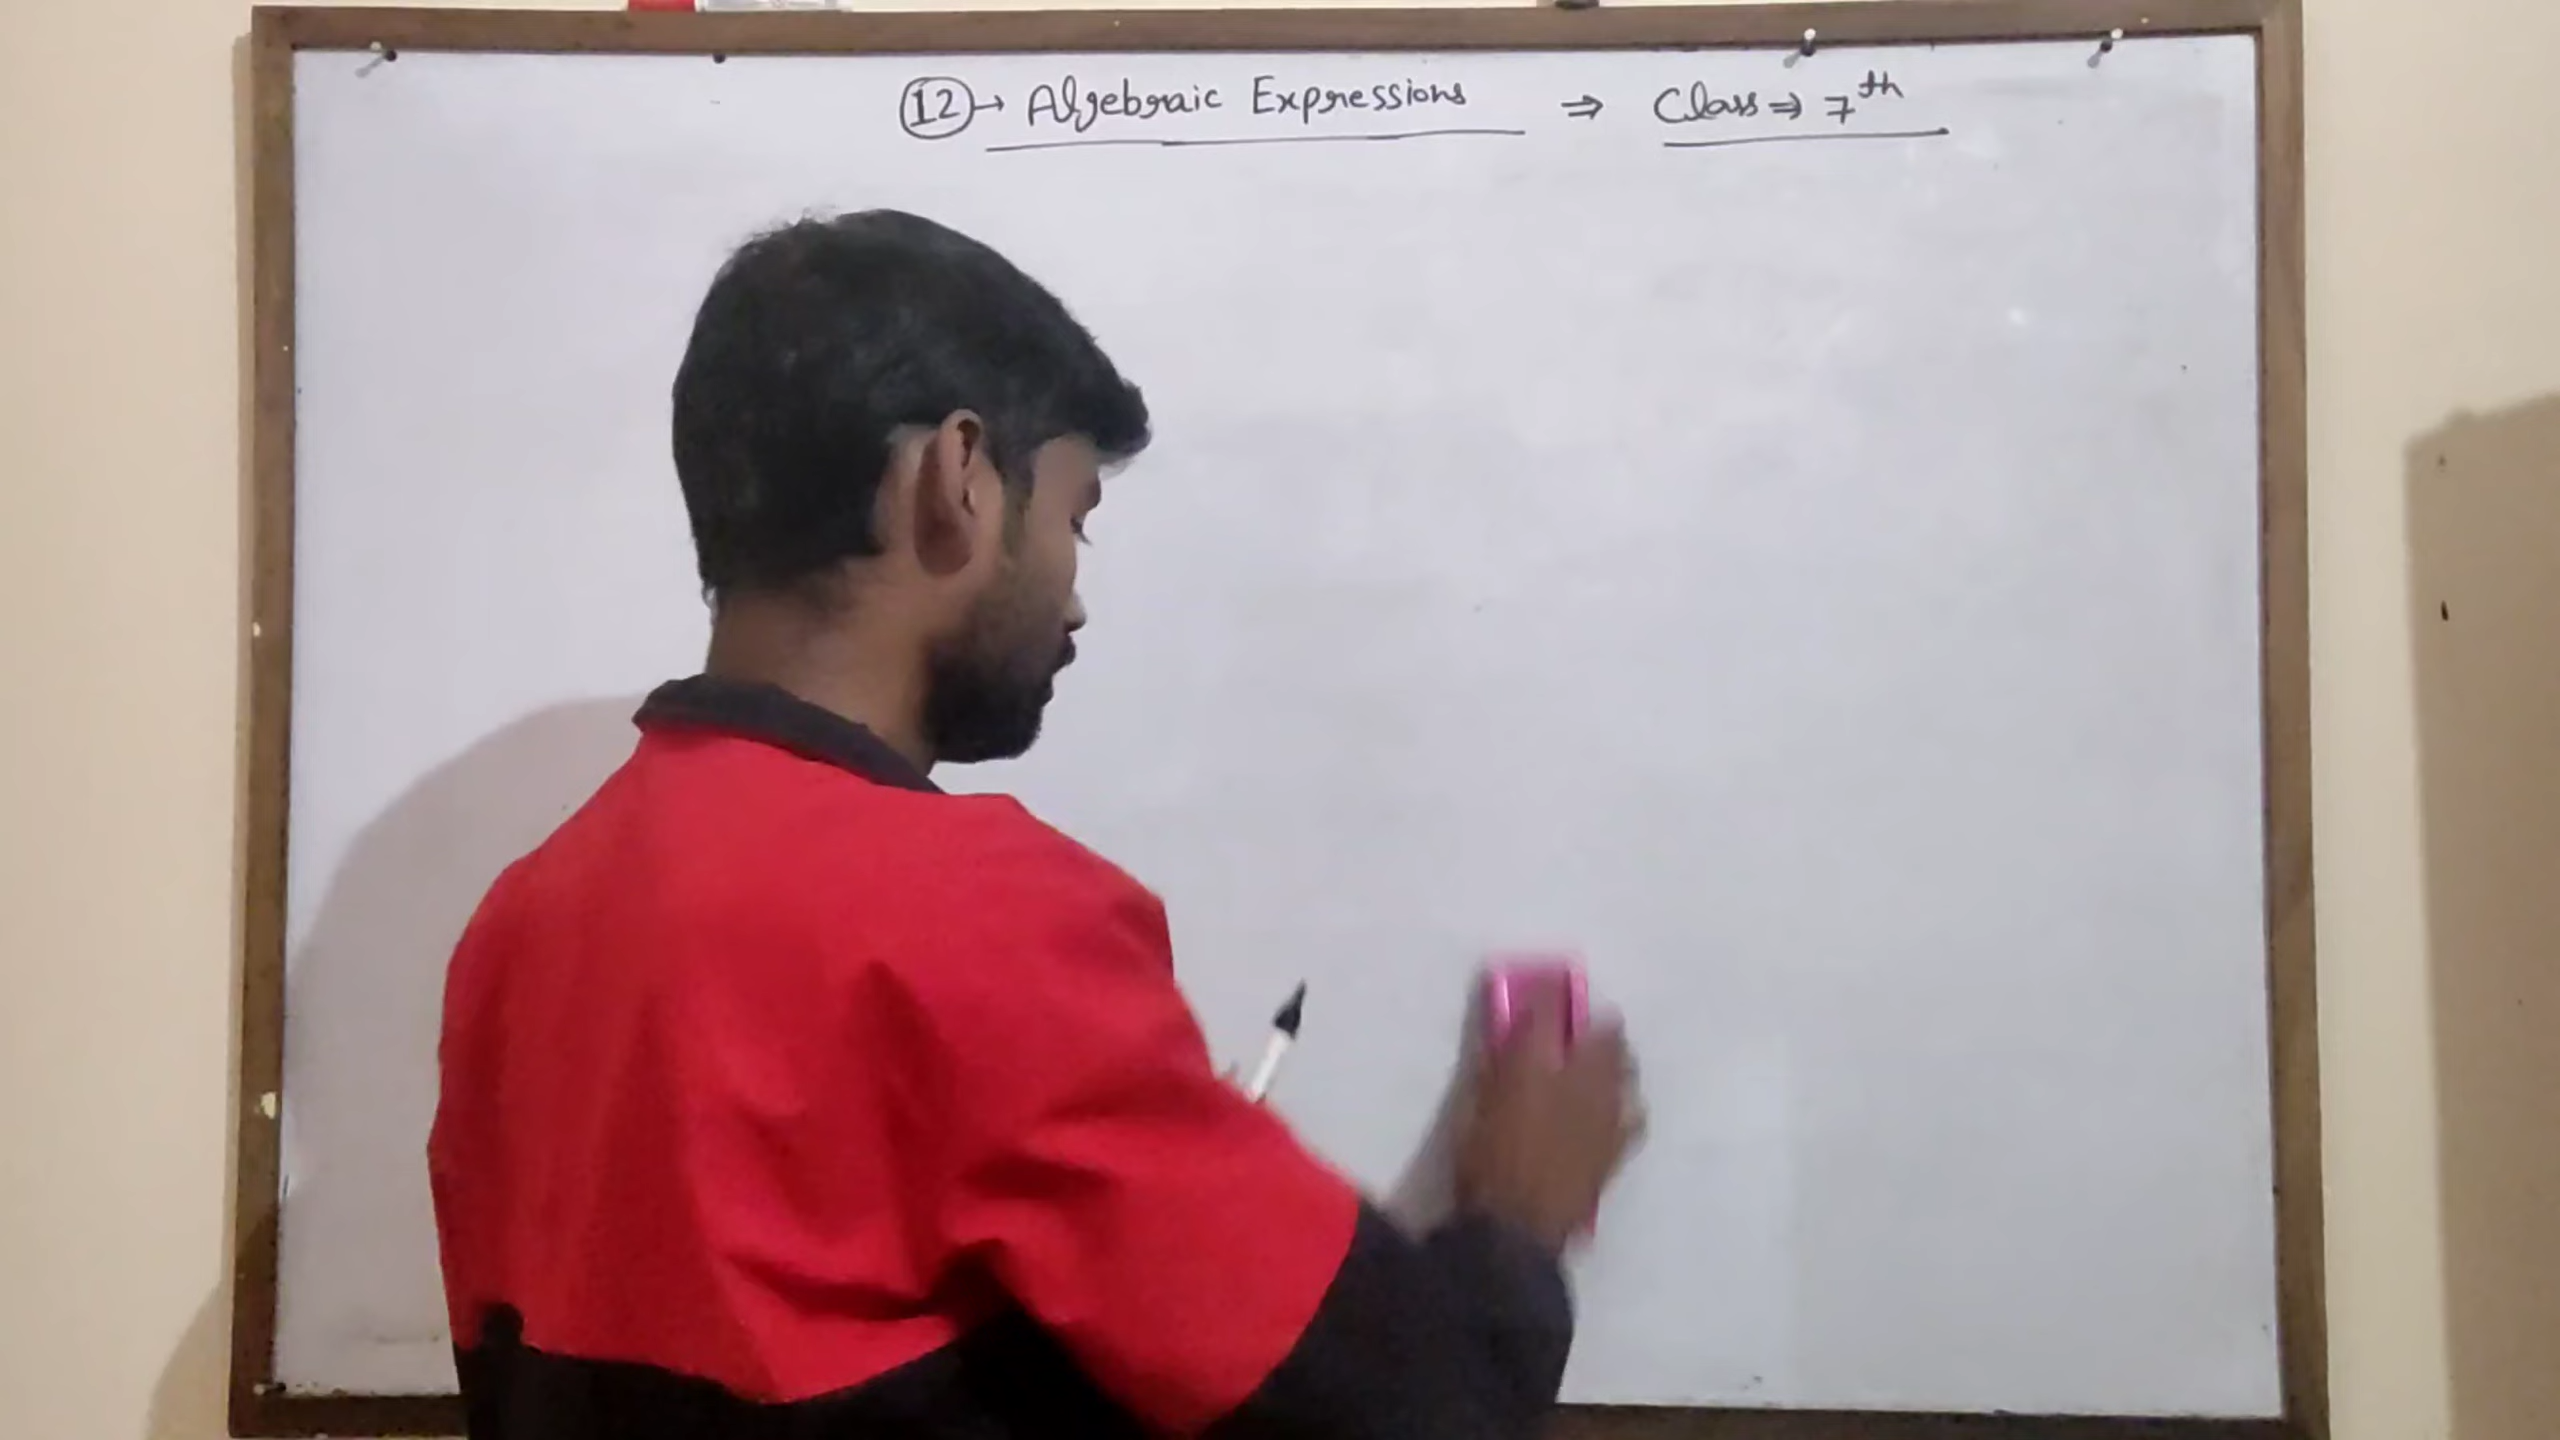 ⑫→ Algebraic Expressions ⇒ Class ⇒ 7th